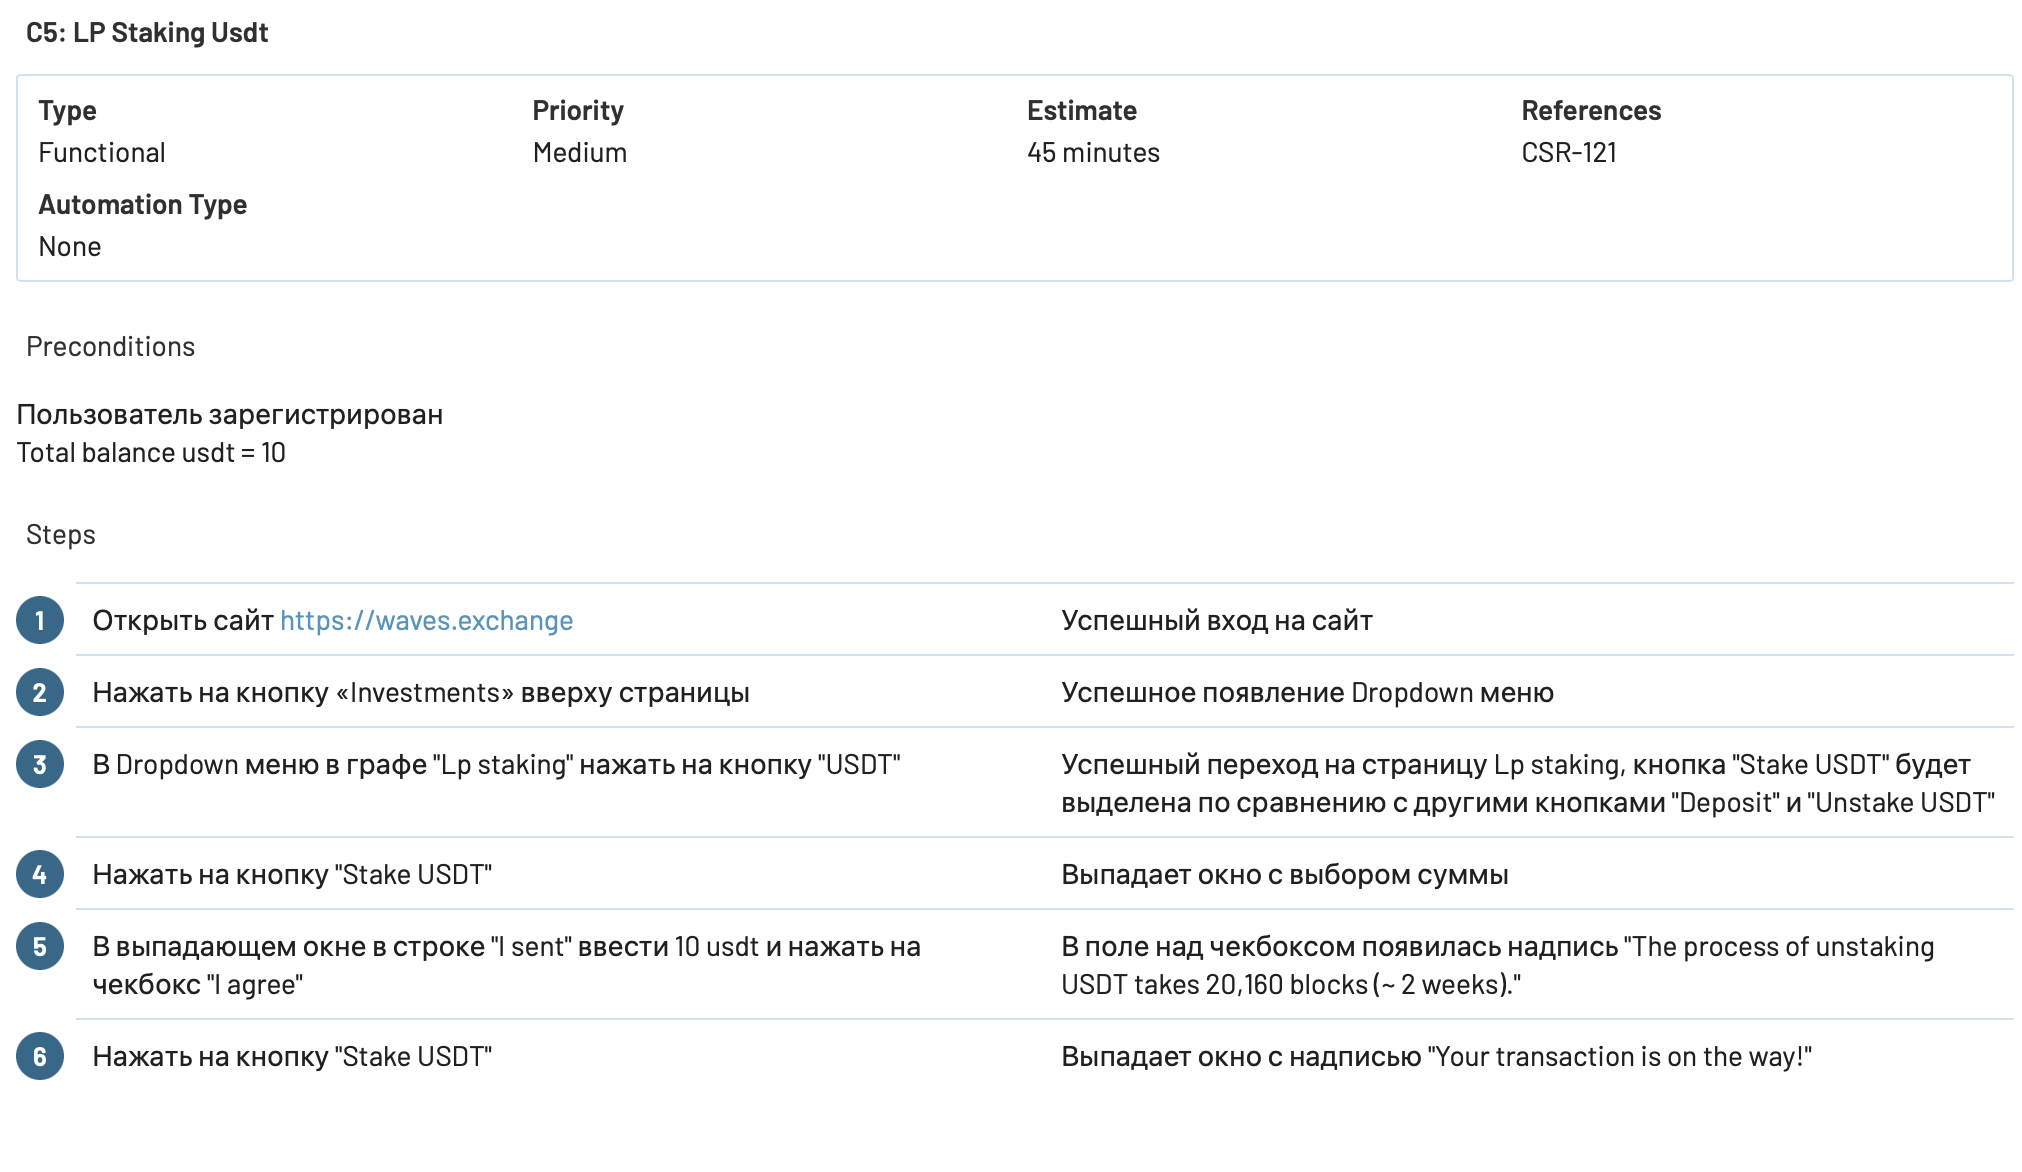 C5: LP Staking Usdt
Type
Priority
Estimate
References
Functional
Medium
45 minutes
CSR-121
Automation Type
None
Preconditions
Пользователь зарегистрирован
Total balance usdt = 10
Steps
1
Открыть сайт https://waves.exchange
Успешный вход на сайт
2
Нажать на кнопку «Investments» вверху страницы
Успешное появление Dropdown меню
3
В Dropdown меню в графе "Lp staking" нажать на кнопку "USDT"
Успешный переход на страницу Lp staking, кнопка "Stake USDT" будет
выделена по сравнению с другими кнопками "Deposit" и "Unstake USDT"
4
Нажать на кнопку "Stake USDT"
Выпадает окно с выбором суммы
5
В выпадающем окне в строке "I sent" ввести 10 usdt и нажать на
чекбокс "I agree"
В поле над чекбоксом появилась надпись "The process of unstaking
USDT takes 20,160 blocks (~ 2 weeks)."
6
Нажать на кнопку "Stake USDT"
Выпадает окно с надписью "Your transaction is on the way!"